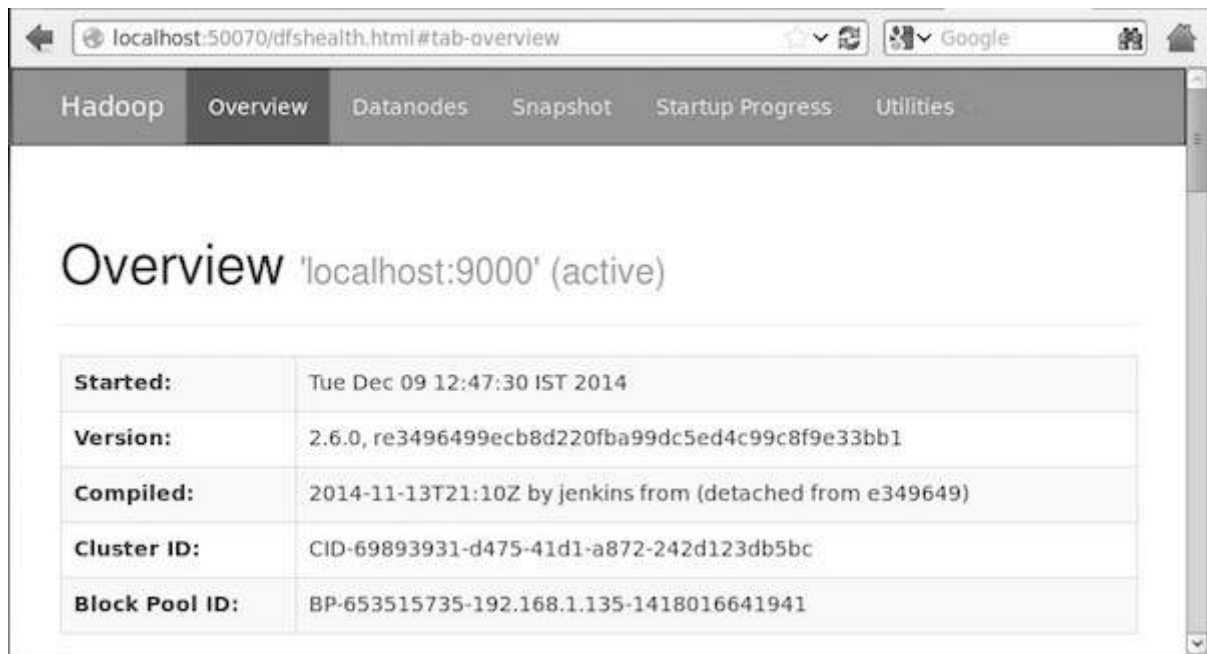 localhost:50070/dfshealth.html#tab-overview Google
Hadoop Overview Datanodes Snapshot Startup Progress Utilities
Overview 'localhost:9000' (active)
Started: Tue Dec 09 12:47:30 IST 2014
Version: 2.6.0, re3496499ecb8d220fba99dc5ed4c99c8f9e33bb1
Compiled: 2014-11-13T21:10Z by jenkins from (detached from e349649)
Cluster ID: CID-69893931-d475-41d1-a872-242d123db5bc
Block Pool ID: BP-653515735-192.168.1.135-1418016641941